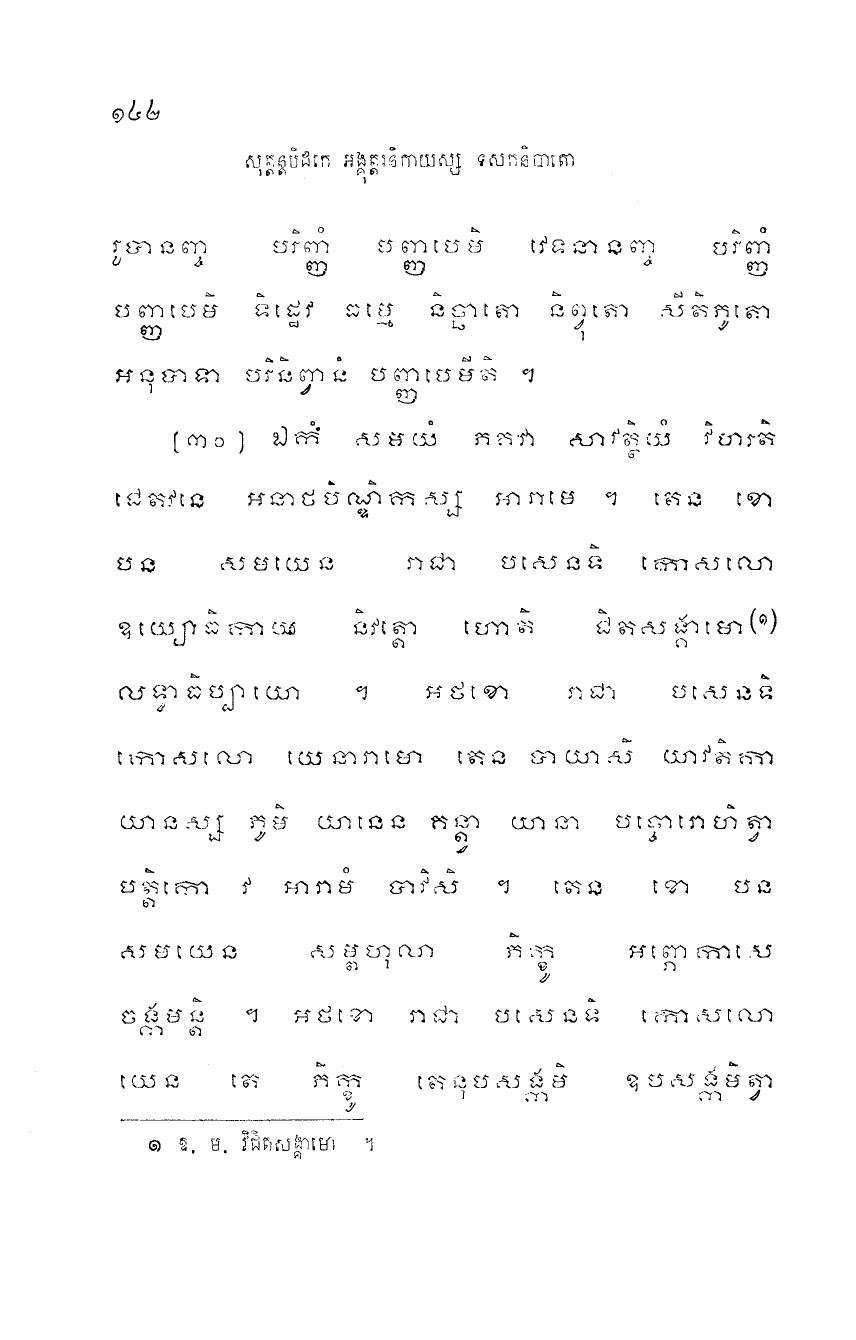 ១៤២
សុត្តន្តបិដកេ អង្គុត្តរនិកាយស្ស ទសកនិបាតោ
រូបានញ្ច បរិញ្ញំ បញ្ញបេមិ វេទនានញ្ច បរិញ្ញំ
បញ្ញបេមិ ទិដ្ឋេវ ធម្មេ និច្ឆាតោ និព្វុតោ សីតិភូតោ
អនុបាទា បរិនិព្វានំ បញ្ញបេមីតិ ។
[៣០] ឯកំ សមយំ ភគវា សាវត្ថិយំ វិហរតិ
ជេតវនេ អនាថបិណ្ឌិកស្ស អារាមេ ។ តេន ខោ
បន សមយេន រាជា បសេនទិ កោសលោ
ឧយ្យោធិកាយ និវត្តោ ហោតិ ជិតសង្គាមោ(១)
លទ្ធាធិប្បាយោ ។ អថខោ រាជា បសេនទិ
កោសលោ យេនារាមោ តេន បាយាសិ យាវតិកា
យានស្ស ភូមិ យានេន គន្ត្វា យានា បច្ចោរោហិត្វា
បត្តិកោ វ អារាមំ បាវិសិ ។ តេន ខោ បន
សមយេន សម្ពហុលា ភិក្ខូ អព្ភោកាសេ
ចង្កមន្តិ ។ អថខោ រាជា បសេនទិ កោសលោ
យេន តេ ភិក្ខូ តេនុបសង្កមិ ឧបសង្កមិត្វា
១ ឱ. ម. វិជិតសង្គាមោ ។